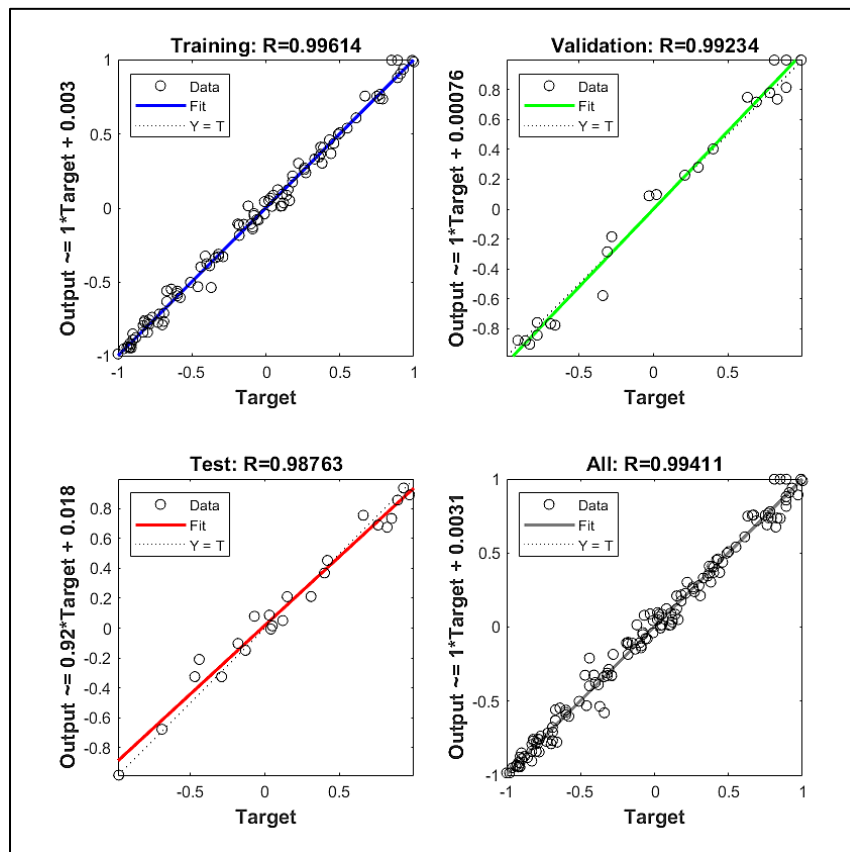 Training: R=0.99614
Output ~= 1*Target + 0.003
1
0.5
0
-0.5
-1
Data
Fit
Y = T
-1
-0.5
0
0.5
1
Target
Validation: R=0.99234
Output ~= 1*Target + 0.00076
0.8
0.6
0.4
0.2
0
-0.2
-0.4
-0.6
-0.8
Data
Fit
Y = T
-0.5
0
0.5
Target
Test: R=0.98763
Output ~= 0.92*Target + 0.018
0.8
0.6
0.4
0.2
0
-0.2
-0.4
-0.6
-0.8
Data
Fit
Y = T
-0.5
0
0.5
Target
All: R=0.99411
Output ~= 1*Target + 0.0031
1
0.5
0
-0.5
-1
Data
Fit
Y = T
-1
-0.5
0
0.5
1
Target